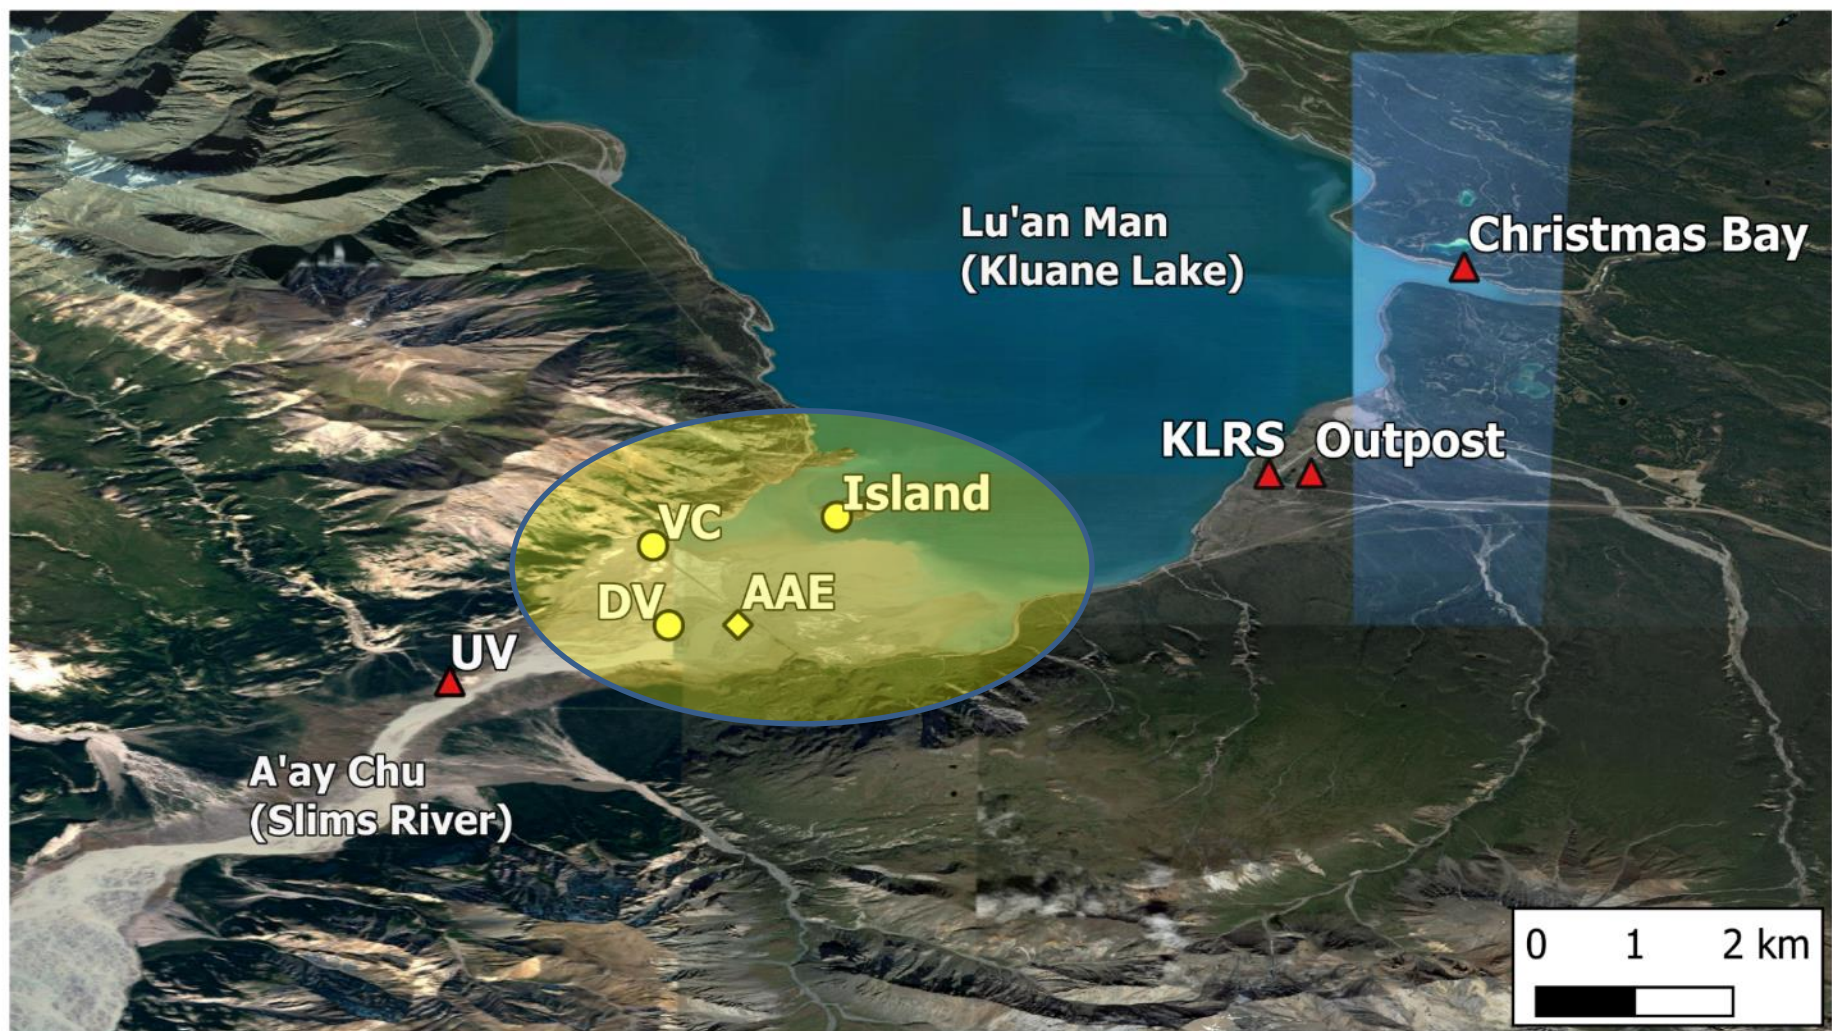 Lu'an Man
(Kluane Lake)
Christmas Bay
KLRS
Outpost
Island
VC
DV
AAE
UV
A'ay Chu
(Slims River)
0 1 2 km